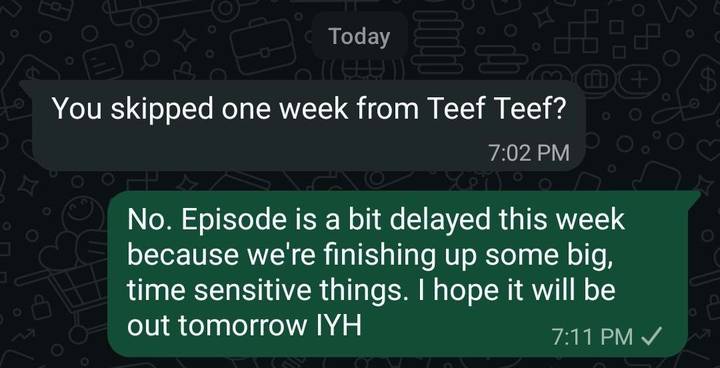 Today
You skipped one week from Teef Teef?
7:02 PM
No. Episode is a bit delayed this week
because we're finishing up some big,
time sensitive things. I hope it will be
out tomorrow IYH
7:11 PM